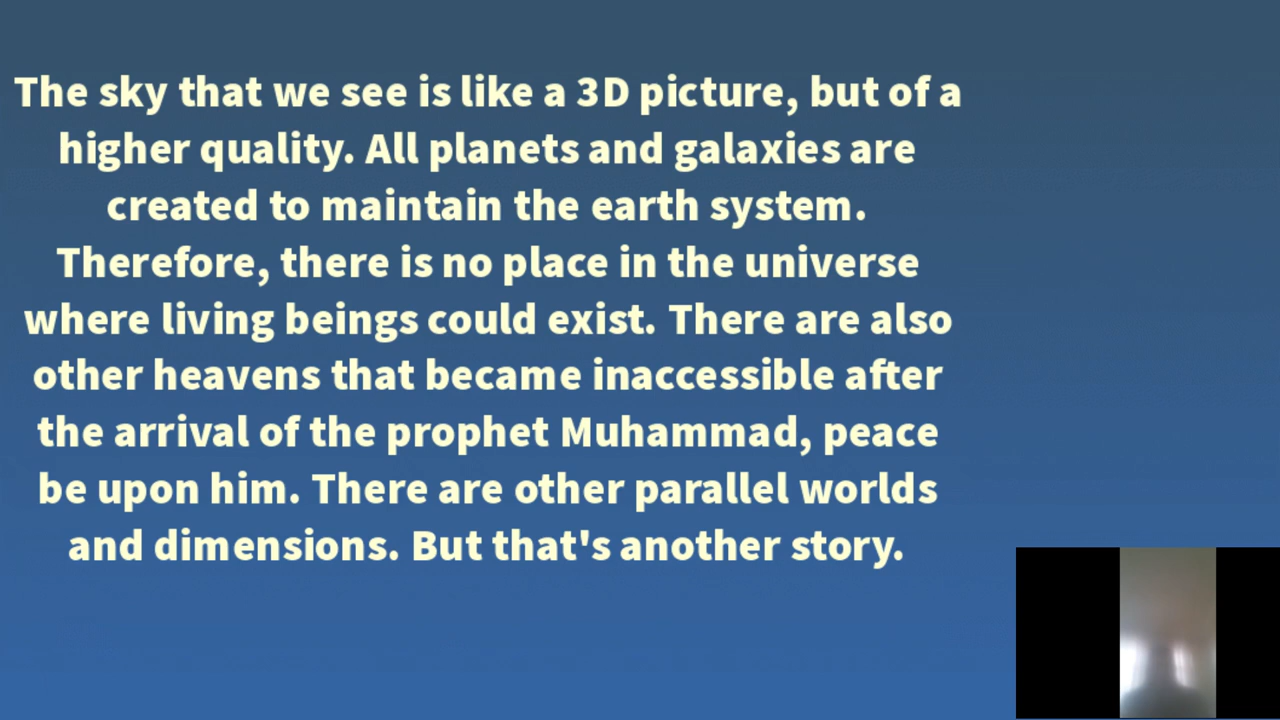 The sky that we see is like a 3D picture, but of a
higher quality. All planets and galaxies are
created to maintain the earth system.
Therefore, there is no place in the universe
where living beings could exist. There are also
other heavens that became inaccessible after
the arrival of the prophet Muhammad, peace
be upon him. There are other parallel worlds
and dimensions. But that's another story.